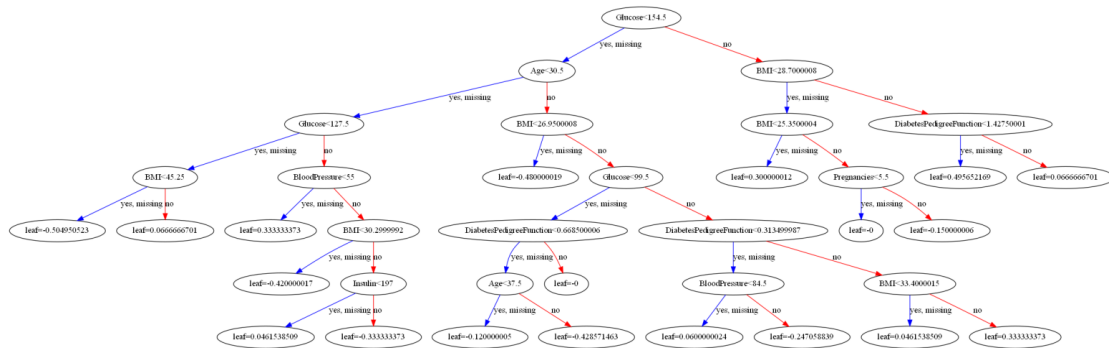 Glucose<154.5
yes, missing
no
Age<30.5
BMI<28.7000008
yes, missing
no
yes, missing
no
Glucose<127.5
BMI<26.9500008
BMI<25.3500004
DiabetesPedigreeFunction<1.42750001
yes, missing
no
yes, missing
no
yes, missing
no
yes, missing
no
BMI<45.25
BloodPressure<55
leaf=-0.480000019
Glucose<99.5
leaf=0.300000012
Pregnancies<5.5
leaf=0.495652169
leaf=0.0666666701
yes, missing
no
yes, missing
no
yes, missing
no
yes, missing
no
leaf=-0.504950523
leaf=0.0666666701
leaf=0.333333373
BMI<30.2999992
DiabetesPedigreeFunction<0.668500006
DiabetesPedigreeFunction<0.313499987
leaf=-0
leaf=-0.150000006
yes, missing
no
yes, missing
no
yes, missing
no
leaf=-0.420000017
Insulin<197
Age<37.5
leaf=-0
BloodPressure<84.5
BMI<33.4000015
yes, missing
no
yes, missing
no
yes, missing
no
yes, missing
no
leaf=0.0461538509
leaf=-0.333333373
leaf=-0.120000005
leaf=-0.428571463
leaf=0.0600000024
leaf=-0.247058839
leaf=0.0461538509
leaf=0.333333373